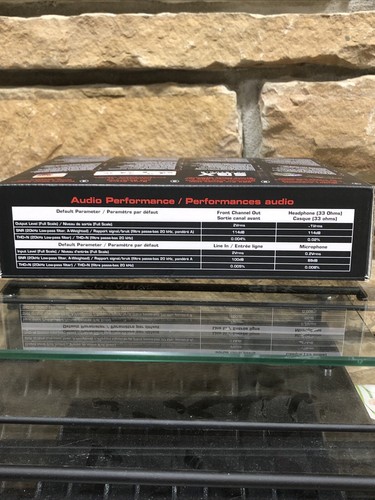 Audio Performance / Performances audio
Default Parameter / Paramètre par défaut Front Channel Out Headphone (33 Ohms)
Sortie canal avant Casque (33 ohms)
Output Level (Full Scale) / Niveau de sortie (Full Scale) 2Vrms
SNR (20kHz Low-pass filter, A-Weighted) / Rapport signal/bruit (filtre passe-bas 20 kHz, pondéré A) 114dB 114dB
THD+N (20kHz Low-pass filter) / THD+N (filtre passe-bas 20 kHz) 0.004% 0.02%
Default Parameter / Paramètre par défaut Line In / Entrée ligne Microphone
Input Level (Full Scale) / Niveau d'entrée (Full Scale) 2Vrms 0.2Vrms
SNR (20kHz Low-pass filter, A-Weighted) / Rapport signal/bruit (filtre passe-bas 20 kHz, pondéré A) 100dB
THD+N (20kHz Low-pass filter) / THD+N (filtre passe-bas 20 kHz) 0.005%